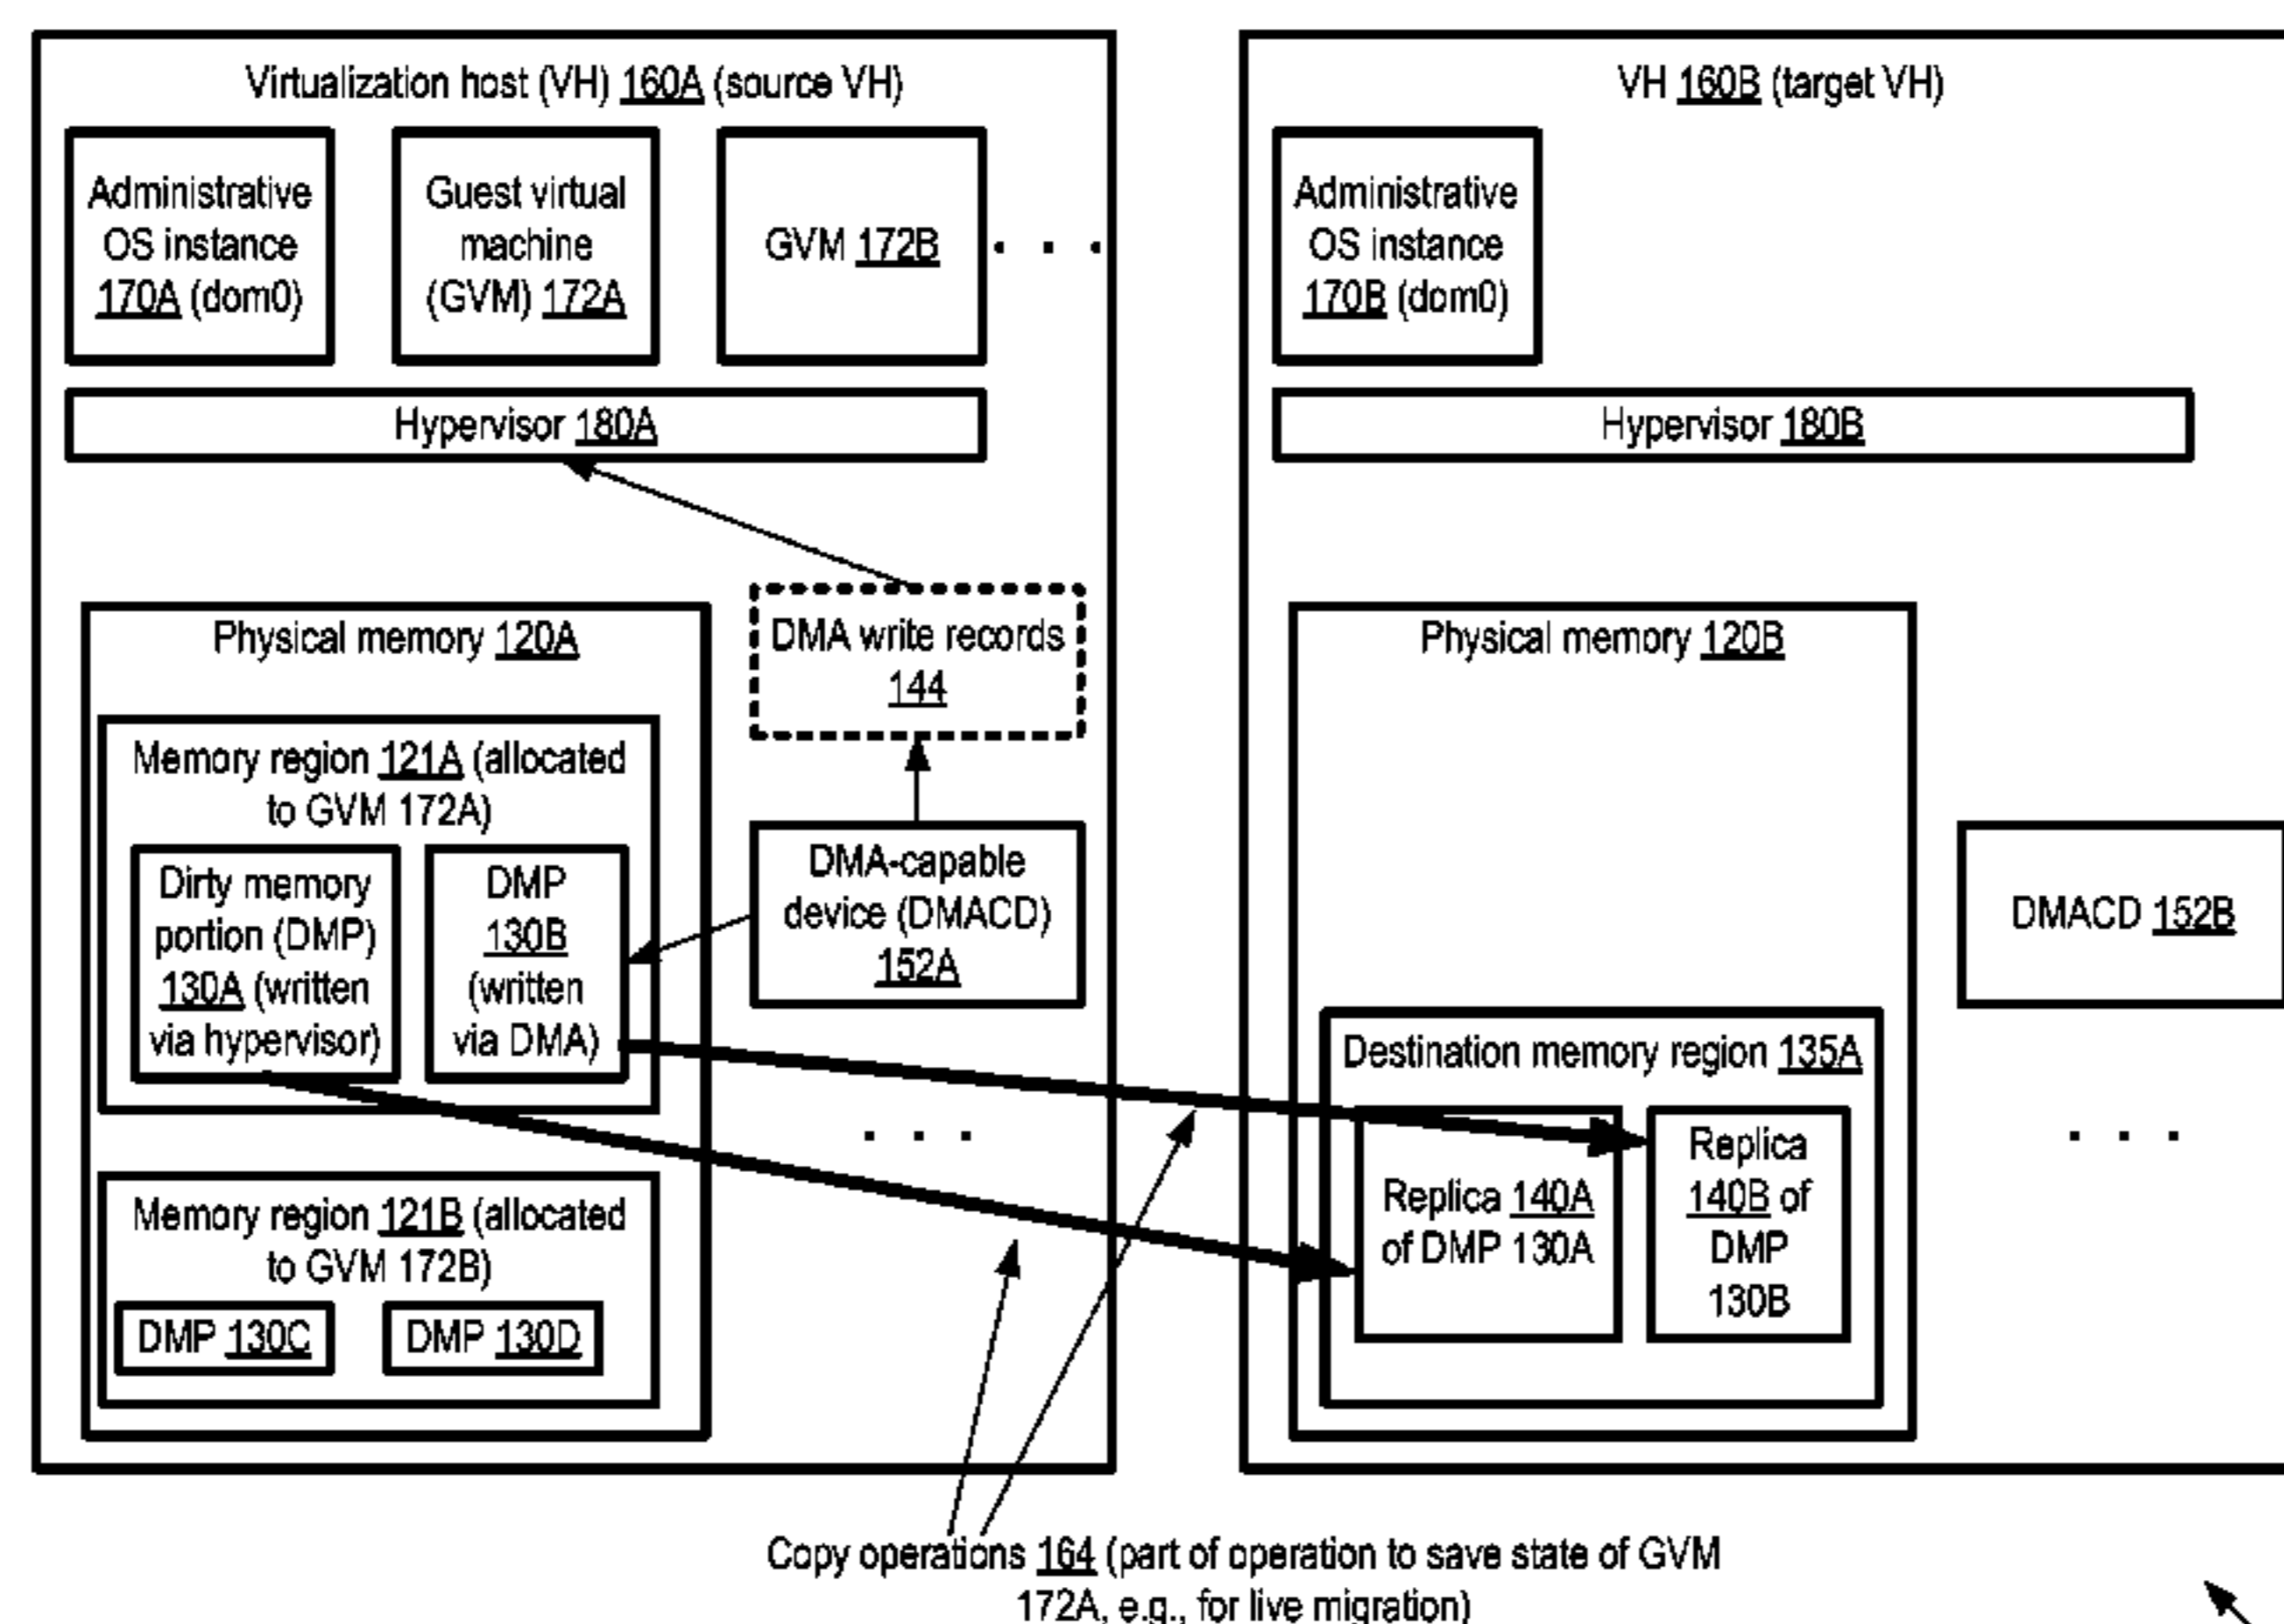 Virtualization host (VH) 160A (source VH)
Administrative
OS instance
170A (dom0)
Guest virtual
machine
(GVM) 172A
GVM 172B
. . .
Hypervisor 180A
Physical memory 120A
DMA write records
144
Memory region 121A (allocated
to GVM 172A)
Dirty memory
portion (DMP)
130A (written
via hypervisor)
DMP
130B
(written
via DMA)
DMA-capable
device (DMACD)
152A
. . .
Memory region 121B (allocated
to GVM 172B)
DMP 130C
DMP 130D
VH 160B (target VH)
Administrative
OS instance
170B (dom0)
Hypervisor 180B
Physical memory 120B
DMACD 152B
Destination memory region 135A
Replica 140A
of DMP 130A
Replica
140B of
DMP
130B
. . .
Copy operations 164 (part of operation to save state of GVM
172A, e.g., for live migration)